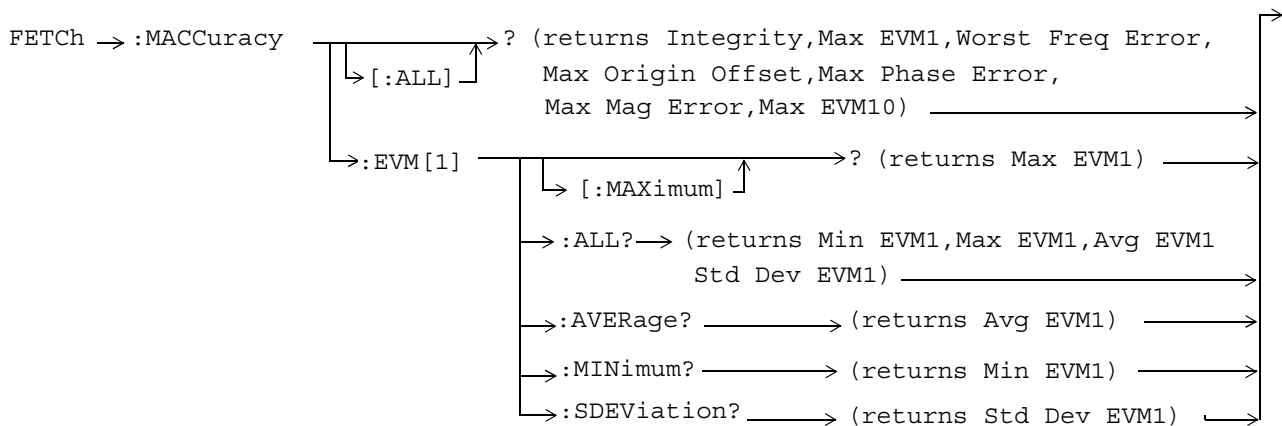 FETCh :MACCuracy ? (returns Integrity,Max EVM1,Worst Freq Error,
[:ALL] Max Origin Offset,Max Phase Error,
Max Mag Error,Max EVM10)
:EVM[1] ? (returns Max EVM1)
[:MAXimum]
:ALL? (returns Min EVM1,Max EVM1,Avg EVM1
Std Dev EVM1)
:AVERage? (returns Avg EVM1)
:MINimum? (returns Min EVM1)
:SDEViation? (returns Std Dev EVM1)